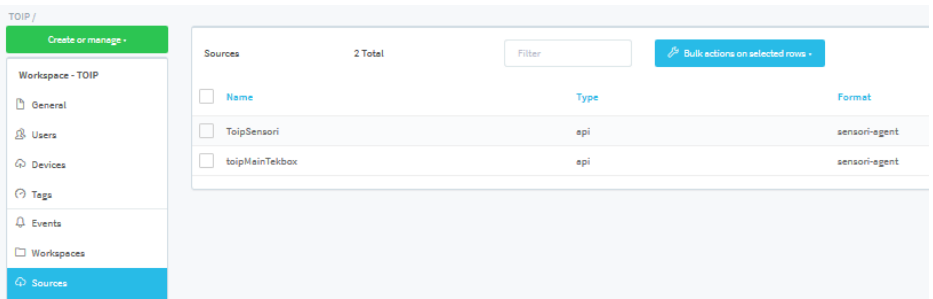 TOIP /
Create or manage
Workspace - TOIP
General
Users
Devices
Tags
Events
Workspaces
Sources
Sources 2 Total Filter Bulk actions on selected rows
Name Type Format
ToipSensori api sensori-agent
toipMainTekbox api sensori-agent